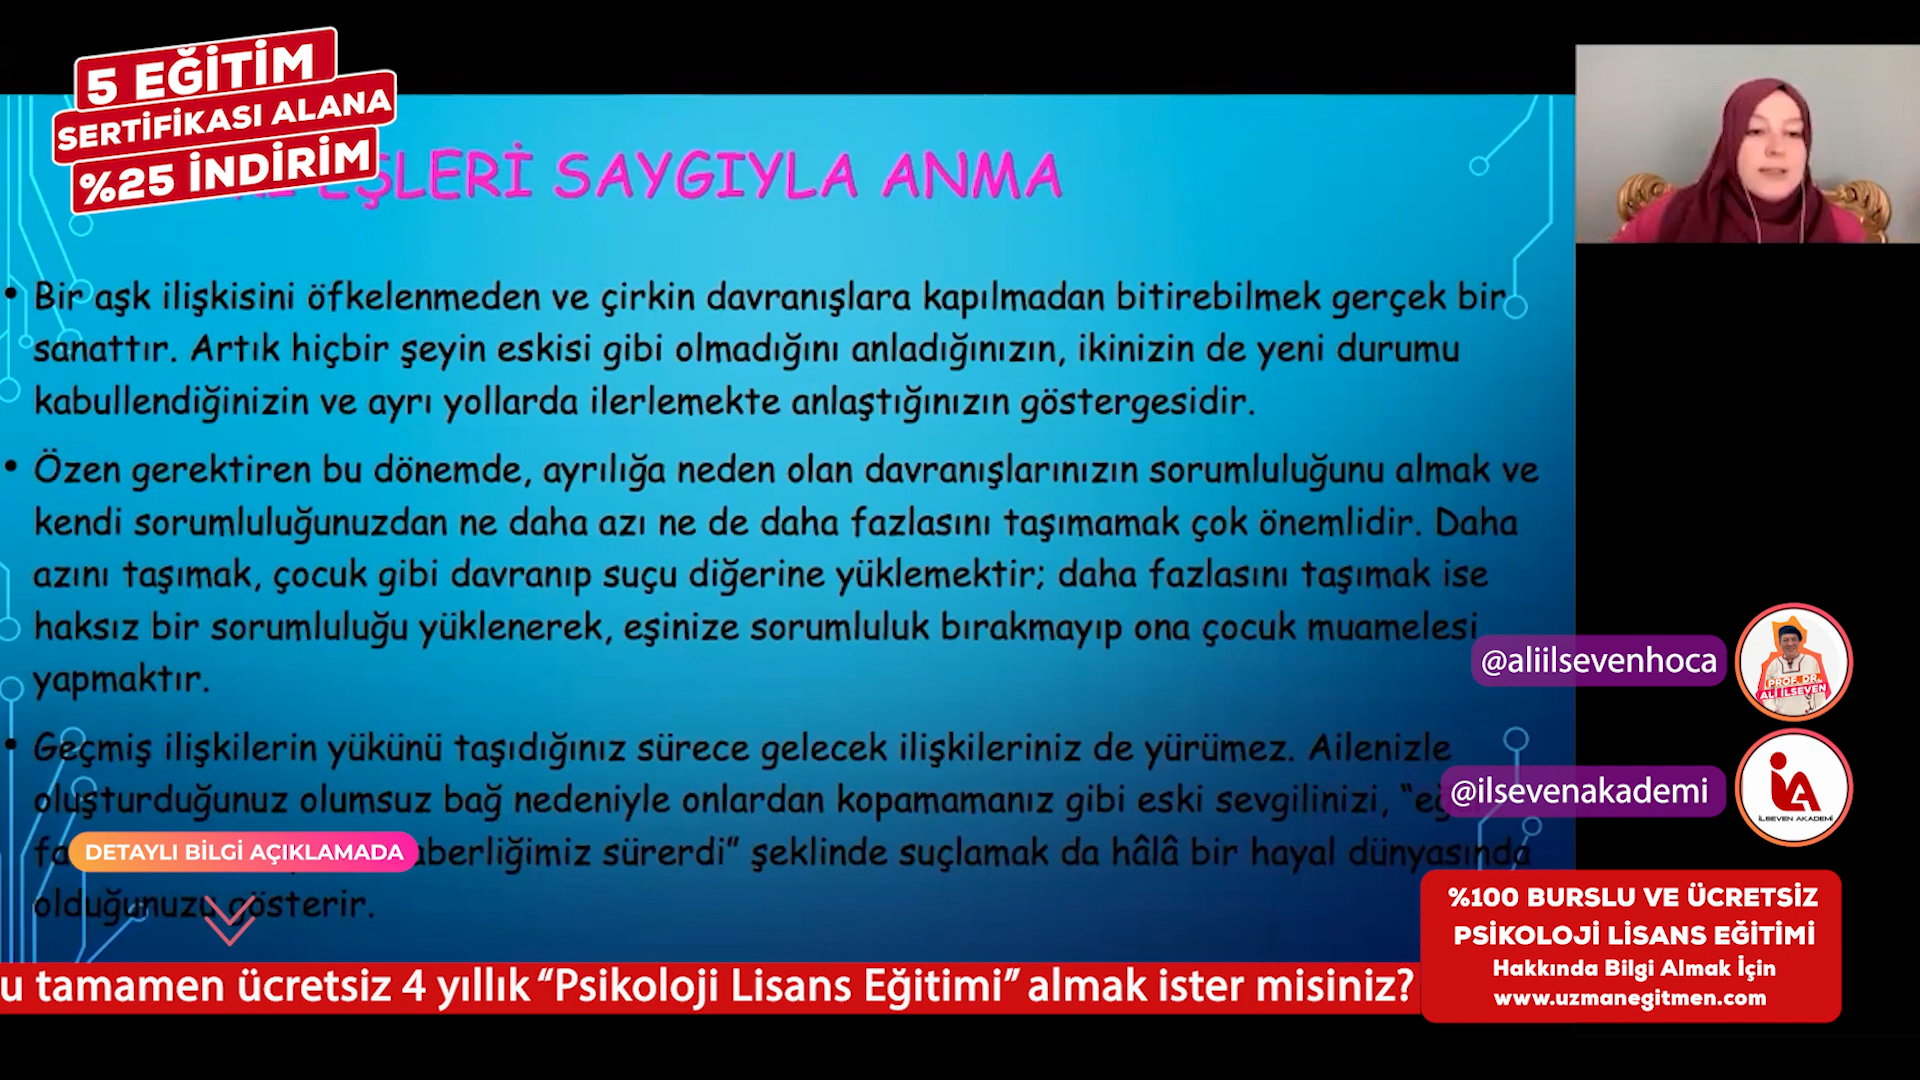 5 EĞİTİM
SERTİFİKASI ALANA
%25 İNDİRİM
EŞLERİ SAYGIYLA ANMA
• Bir aşk ilişkisini öfkelenmeden ve çirkin davranışlara kapılmadan bitirebilmek gerçek bir
sanattır. Artık hiçbir şeyin eskisi gibi olmadığını anladığınızın, ikinizin de yeni durumu
kabullendiğinizin ve ayrı yollarda ilerlemekte anlaştığınızın göstergesidir.
• Özen gerektiren bu dönemde, ayrılığa neden olan davranışlarınızın sorumluluğunu almak ve
kendi sorumluluğunuzdan ne daha azı ne de daha fazlasını taşımamak çok önemlidir. Daha
azını taşımak, çocuk gibi davranıp suçu diğerine yüklemektir; daha fazlasını taşımak ise
haksız bir sorumluluğu yüklenerek, eşinize sorumluluk bırakmayıp ona çocuk muamelesi
yapmaktır.
• Geçmiş ilişkilerin yükünü taşıdığınız sürece gelecek ilişkileriniz de yürümez. Ailenizle
oluşturduğunuz olumsuz bağ nedeniyle onlardan kopamamanız gibi eski sevgilinizi,
aberliğimiz sürerdi” şeklinde suçlamak da hâlâ bir hayal dünyasında
olduğunuzu gösterir.
DETAYLI BİLGİ AÇIKLAMADA
@aliilsevenhoca
PROF. DR.
ALİ İLSEVEN
@ilsevenakademi
İLSEVEN AKADEMİ
%100 BURSLU VE ÜCRETSİZ
PSİKOLOJİ LİSANS EĞİTİMİ
Hakkında Bilgi Almak İçin
www.uzmanegitmen.com
u tamamen ücretsiz 4 yıllık “Psikoloji Lisans Eğitimi” almak ister misiniz?